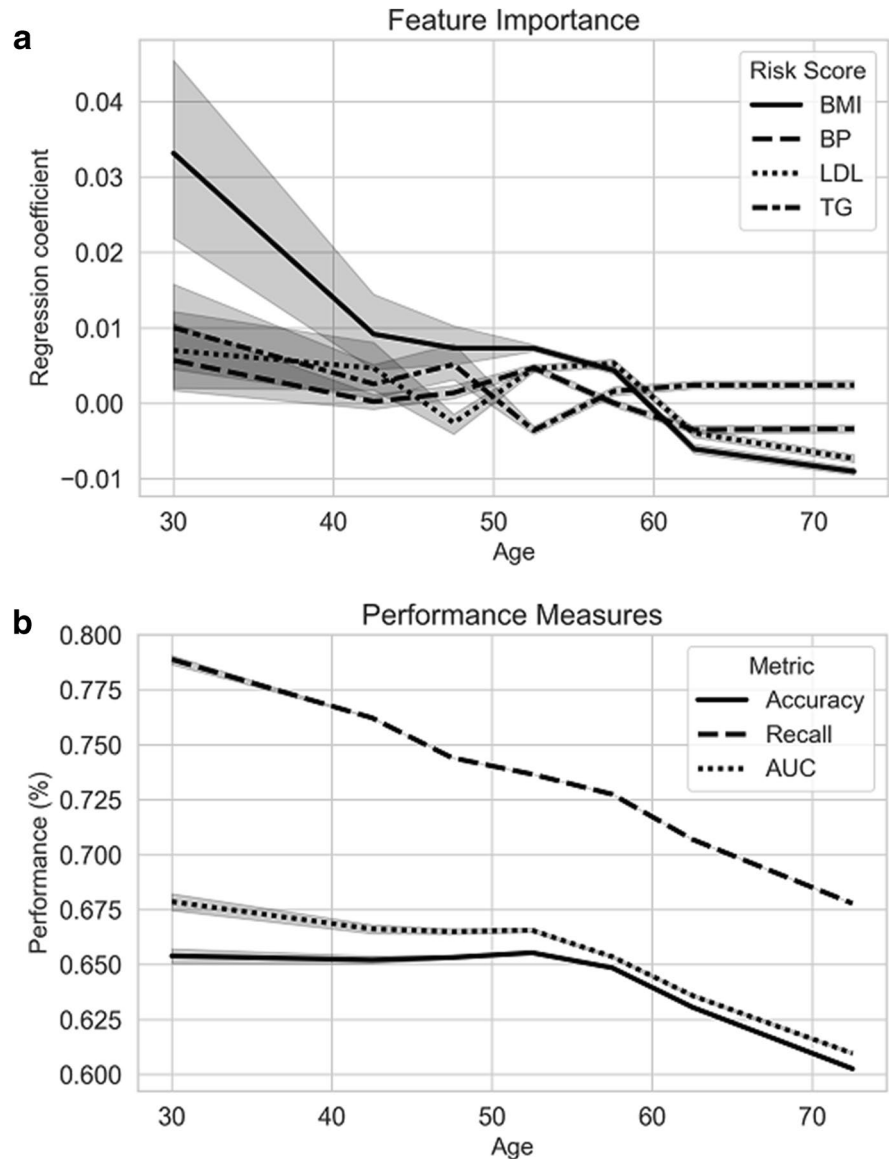 a
Feature Importance
Regression coefficient
0.04
0.03
0.02
0.01
0.00
−0.01
Risk Score
BMI
BP
LDL
TG
30 40 50 60 70
Age
b
Performance Measures
Performance (%)
0.800
0.775
0.750
0.725
0.700
0.675
0.650
0.625
0.600
Metric
Accuracy
Recall
AUC
30 40 50 60 70
Age